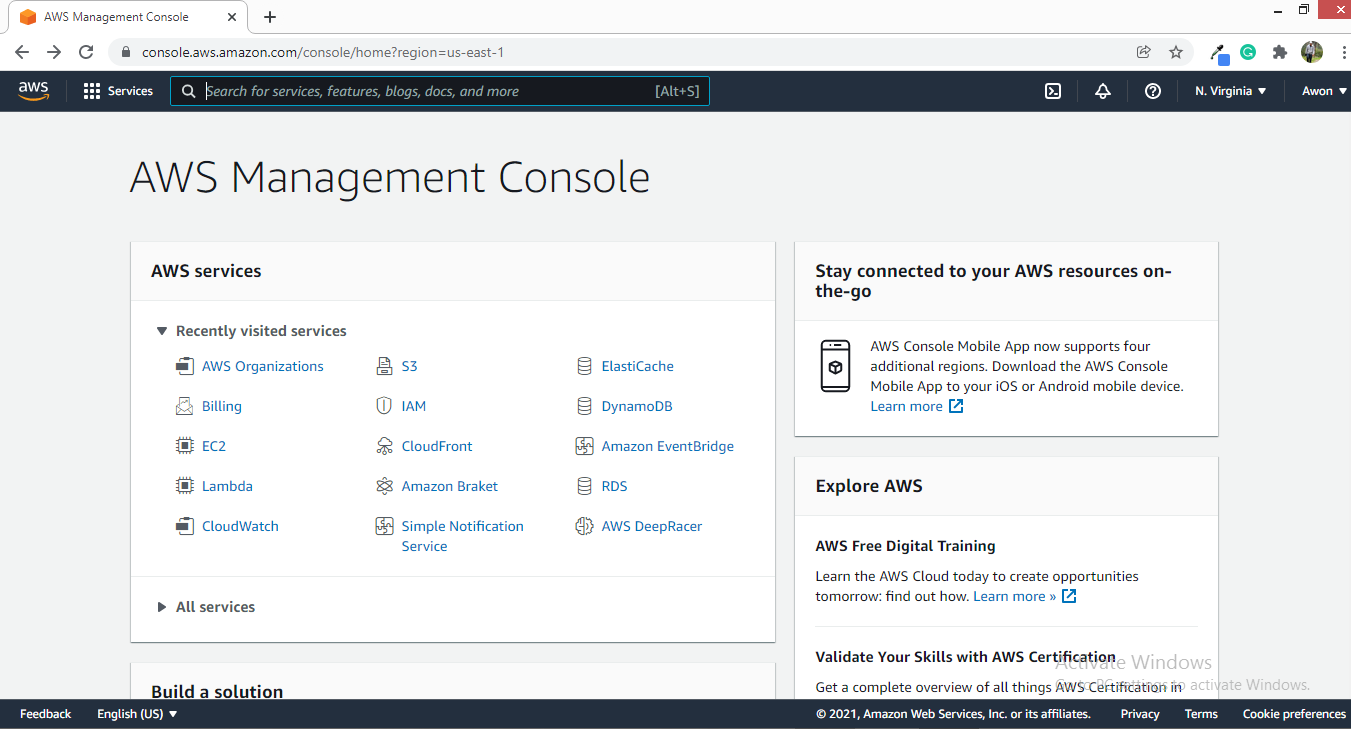 AWS Management Console
console.aws.amazon.com/console/home?region=us-east-1
G
aws
Services
Search for services, features, blogs, docs, and more
[Alt+S]
N. Virginia
Awon
AWS Management Console
AWS services
Recently visited services
AWS Organizations
S3
ElastiCache
Billing
IAM
DynamoDB
EC2
CloudFront
Amazon EventBridge
Lambda
Amazon Braket
RDS
CloudWatch
Simple Notification
Service
AWS DeepRacer
All services
Build a solution
Stay connected to your AWS resources on-
the-go
AWS Console Mobile App now supports four
additional regions. Download the AWS Console
Mobile App to your iOS or Android mobile device.
Learn more
Explore AWS
AWS Free Digital Training
Learn the AWS Cloud today to create opportunities
tomorrow: find out how. Learn more »
Validate Your Skills with AWS Certification
Get a complete overview of all things AWS Certification in
Activate Windows
Go to PC settings to activate Windows.
Feedback
English (US)
© 2021, Amazon Web Services, Inc. or its affiliates.
Privacy
Terms
Cookie preferences